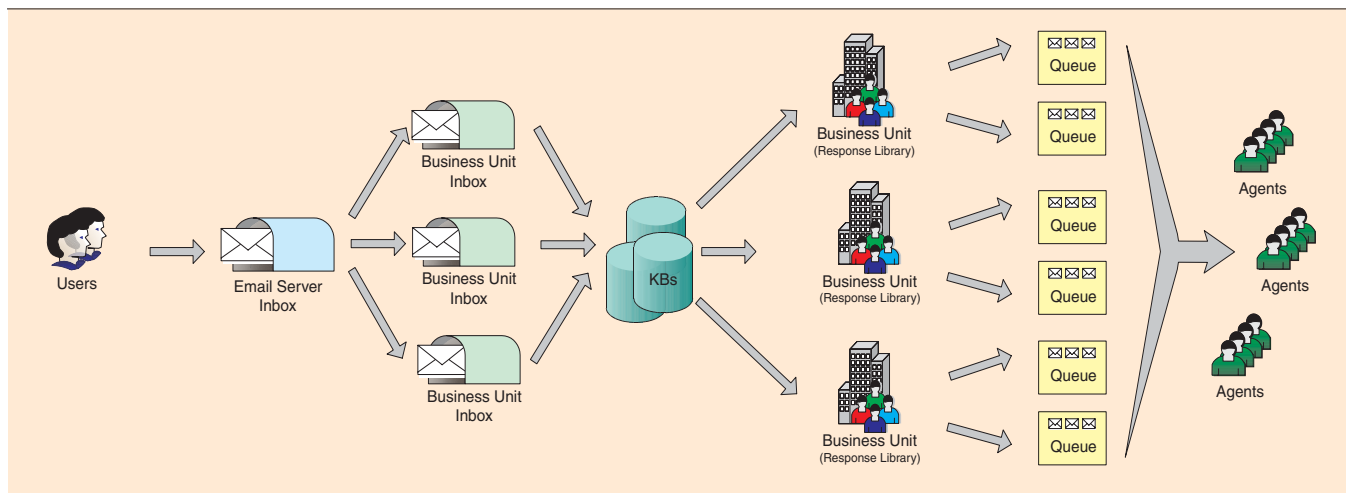 Users
Email Server
Inbox
Business Unit
Inbox
Business Unit
Inbox
Business Unit
Inbox
KBs
Business Unit
(Response Library)
Business Unit
(Response Library)
Business Unit
(Response Library)
Queue
Queue
Queue
Queue
Queue
Queue
Agents
Agents
Agents